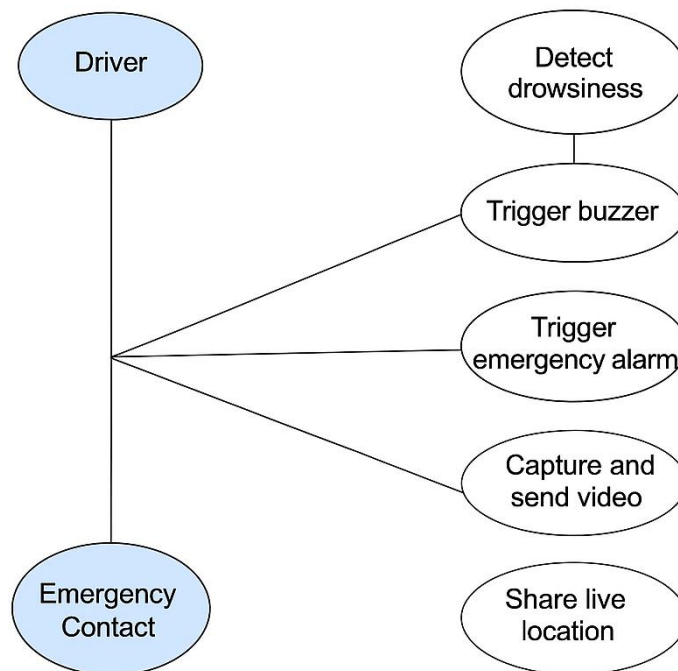 Driver
Detect
drowsiness
Trigger buzzer
Trigger
emergency alarm
Capture and
send video
Emergency
Contact
Share live
location